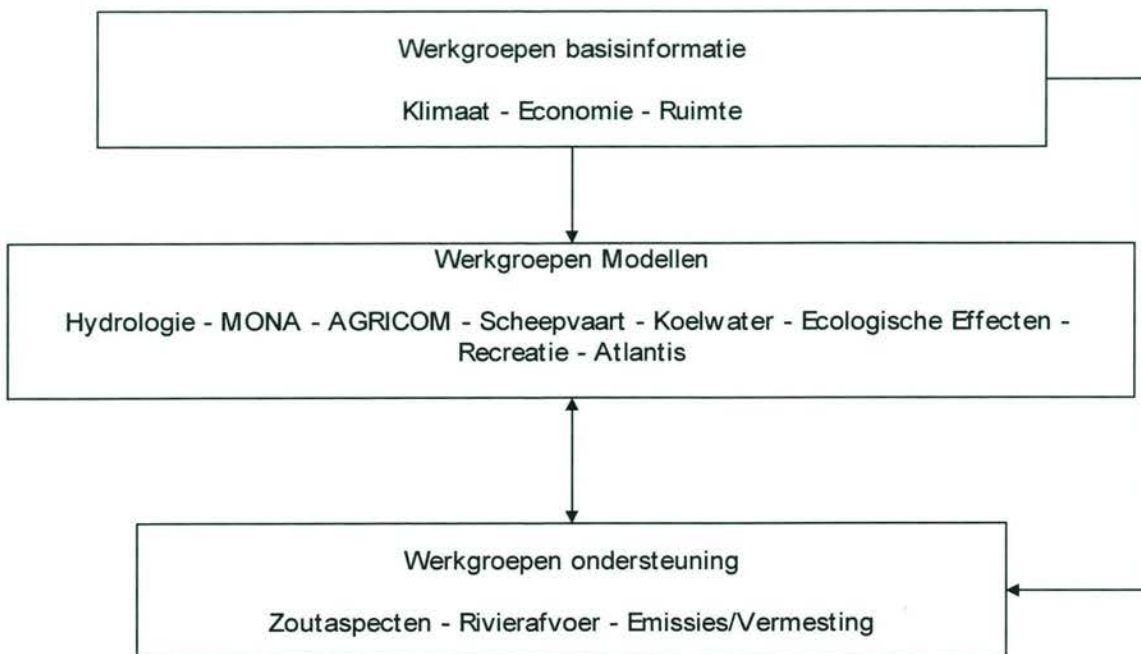 Werkgroepen basisinformatie
Klimaat - Economie - Ruimte
Werkgroepen Modellen
Hydrologie - MONA - AGRICOM - Scheepvaart - Koelwater - Ecologische Effecten -
Recreatie - Atlantis
Werkgroepen ondersteuning
Zoutaspecten - Rivierafvoer - Emissies/Vermesting